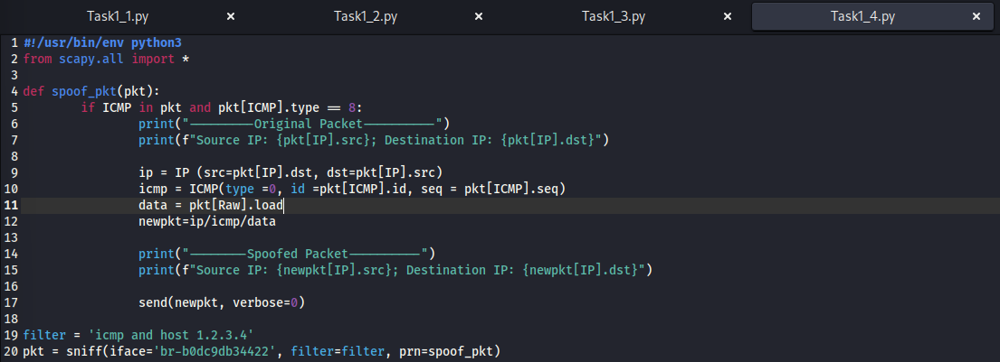 Task1_1.py × Task1_2.py × Task1_3.py × Task1_4.py ×
1 #!/usr/bin/env python3
2 from scapy.all import *
3
4 def spoof_pkt(pkt):
5         if ICMP in pkt and pkt[ICMP].type == 8:
6                 print("---------Original Packet----------")
7                 print(f"Source IP: {pkt[IP].src}; Destination IP: {pkt[IP].dst}")
8
9                 ip = IP (src=pkt[IP].dst, dst=pkt[IP].src)
10                 icmp = ICMP(type =0, id =pkt[ICMP].id, seq = pkt[ICMP].seq)
11                 data = pkt[Raw].load
12                 newpkt=ip/icmp/data
13
14                 print("--------Spoofed Packet----------")
15                 print(f"Source IP: {newpkt[IP].src}; Destination IP: {newpkt[IP].dst}")
16
17                 send(newpkt, verbose=0)
18
19 filter = 'icmp and host 1.2.3.4'
20 pkt = sniff(iface='br-b0dc9db34422', filter=filter, prn=spoof_pkt)